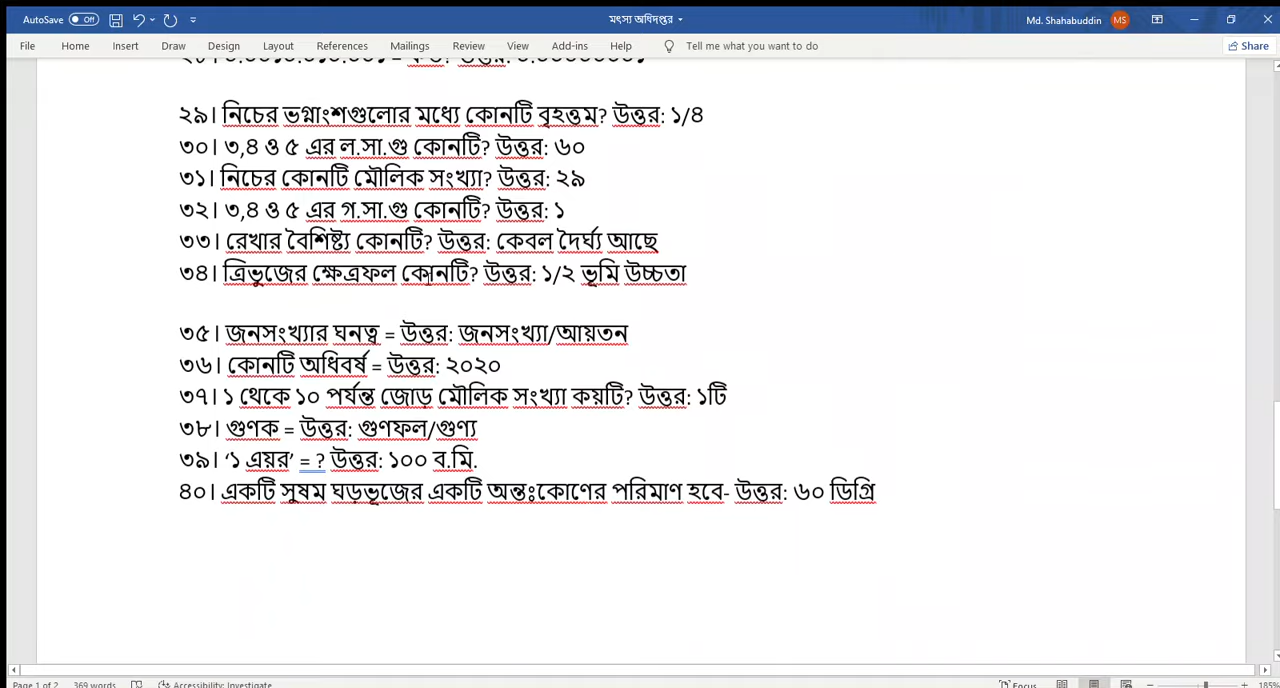 AutoSave Off মৎস্য অধিদপ্তর Md. Shahabuddin MS
File Home Insert Draw Design Layout References Mailings Review View Add-ins Help Tell me what you want to do Share
২৯। নিচের ভগ্নাংশগুলোর মধ্যে কোনটি বৃহত্তম? উত্তর: ১/৪
৩০। ৩,৪ ও ৫ এর ল.সা.গু কোনটি? উত্তর: ৬০
৩১। নিচের কোনটি মৌলিক সংখ্যা? উত্তর: ২৯
৩২। ৩,৪ ও ৫ এর গ.সা.গু কোনটি? উত্তর: ১
৩৩। রেখার বৈশিষ্ট্য কোনটি? উত্তর: কেবল দৈর্ঘ্য আছে
৩৪। ত্রিভুজের ক্ষেত্রফল কোনটি? উত্তর: ১/২ ভূমি উচ্চতা
৩৫। জনসংখ্যার ঘনত্ব = উত্তর: জনসংখ্যা/আয়তন
৩৬। কোনটি অধিবর্ষ = উত্তর: ২০২০
৩৭। ১ থেকে ১০ পর্যন্ত জোড় মৌলিক সংখ্যা কয়টি? উত্তর: ১টি
৩৮। গুণক = উত্তর: গুণফল/গুণ্য
৩৯। ‘১ এয়র’ = ? উত্তর: ১০০ ব.মি.
৪০। একটি সুষম ঘড়ভূজের একটি অন্তঃকোণের পরিমাণ হবে- উত্তর: ৬০ ডিগ্রি
Page 1 of 2 369 words Accessibility: Investigate Focus 185%